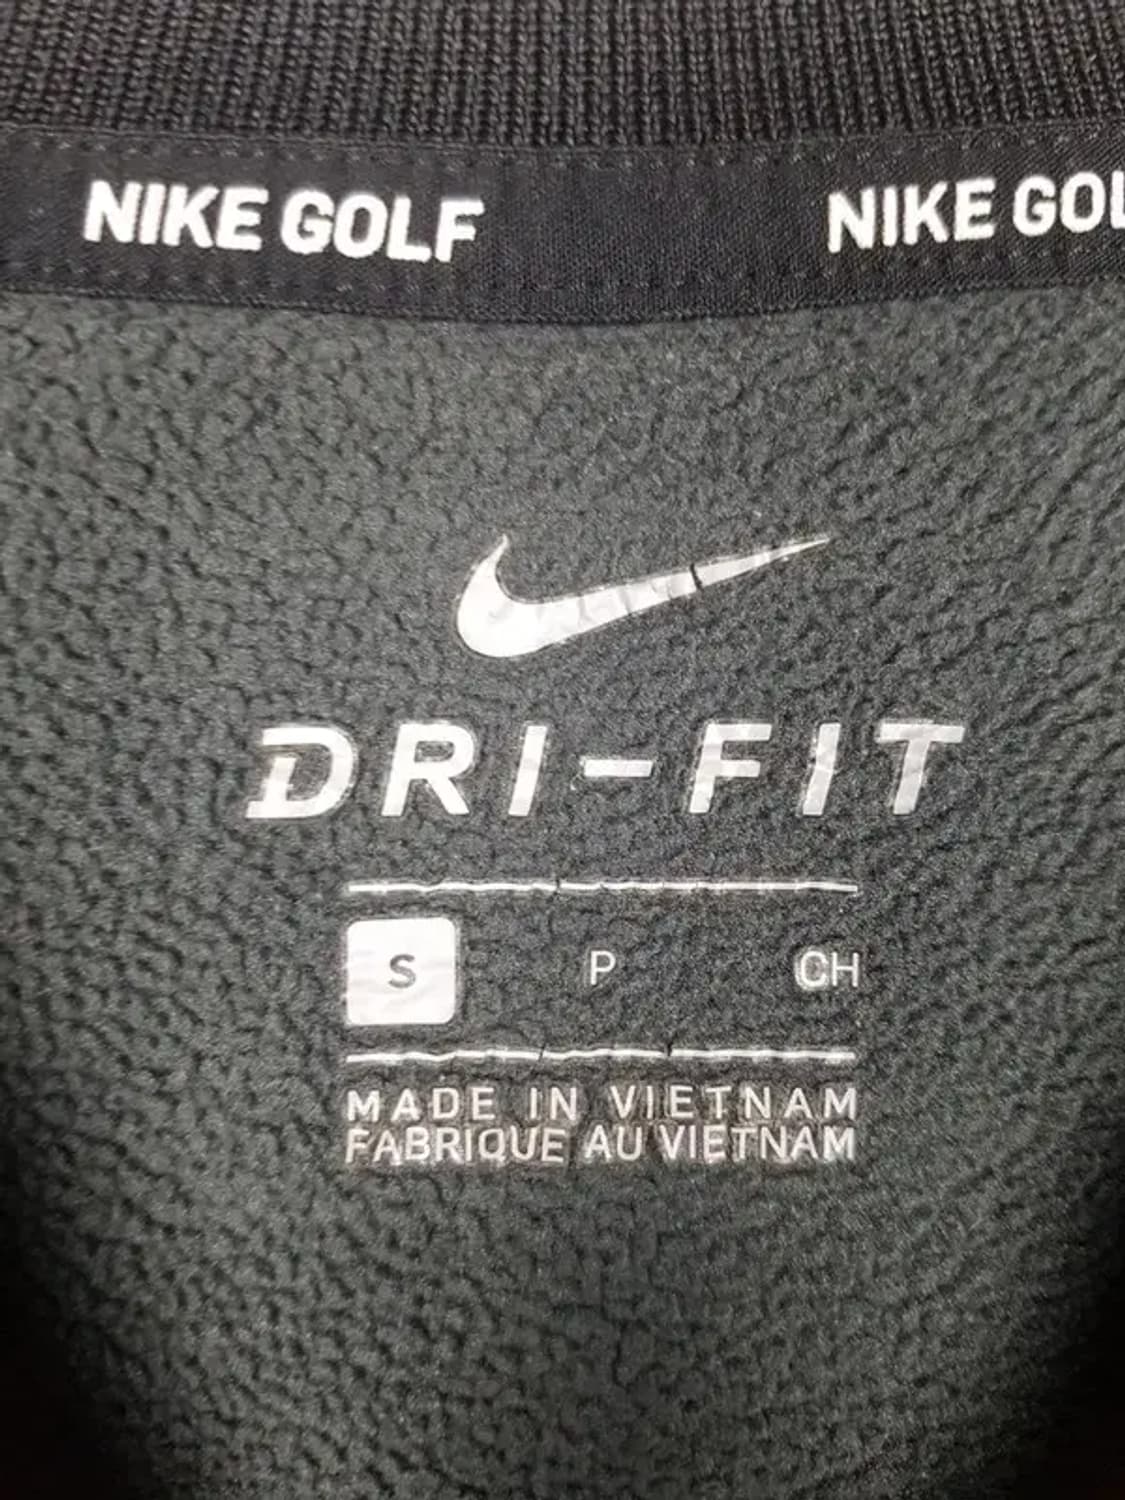 NIKE GOLF NIKE GOL
DRI-FIT
S P CH
MADE IN VIETNAM
FABRIQUE AU VIETNAM